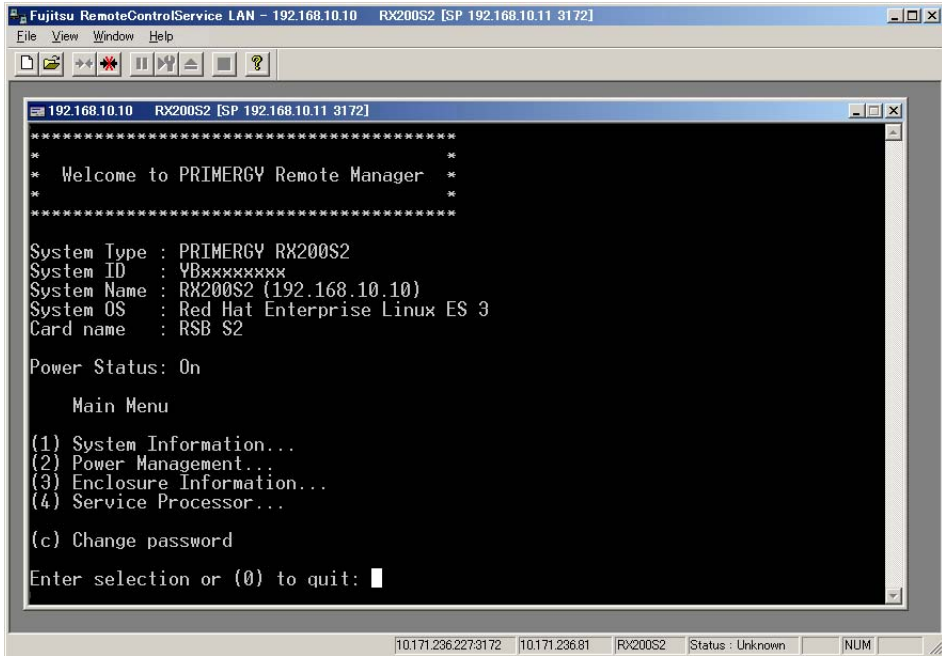 Fujitsu RemoteControlService LAN - 192.168.10.10   RX200S2 [SP 192.168.10.11 3172]
File View Window Help
192.168.10.10   RX200S2 [SP 192.168.10.11 3172]
****************************************
*                                      *
*  Welcome to PRIMERGY Remote Manager  *
*                                      *
****************************************
System Type : PRIMERGY RX200S2
System ID   : YBxxxxxxxx
System Name : RX200S2 (192.168.10.10)
System OS   : Red Hat Enterprise Linux ES 3
Card name   : RSB S2
Power Status: On
Main Menu
(1) System Information...
(2) Power Management...
(3) Enclosure Information...
(4) Service Processor...
(c) Change password
Enter selection or (0) to quit:
10.171.236.227:3172 10.171.236.81 RX200S2 Status : Unknown NUM